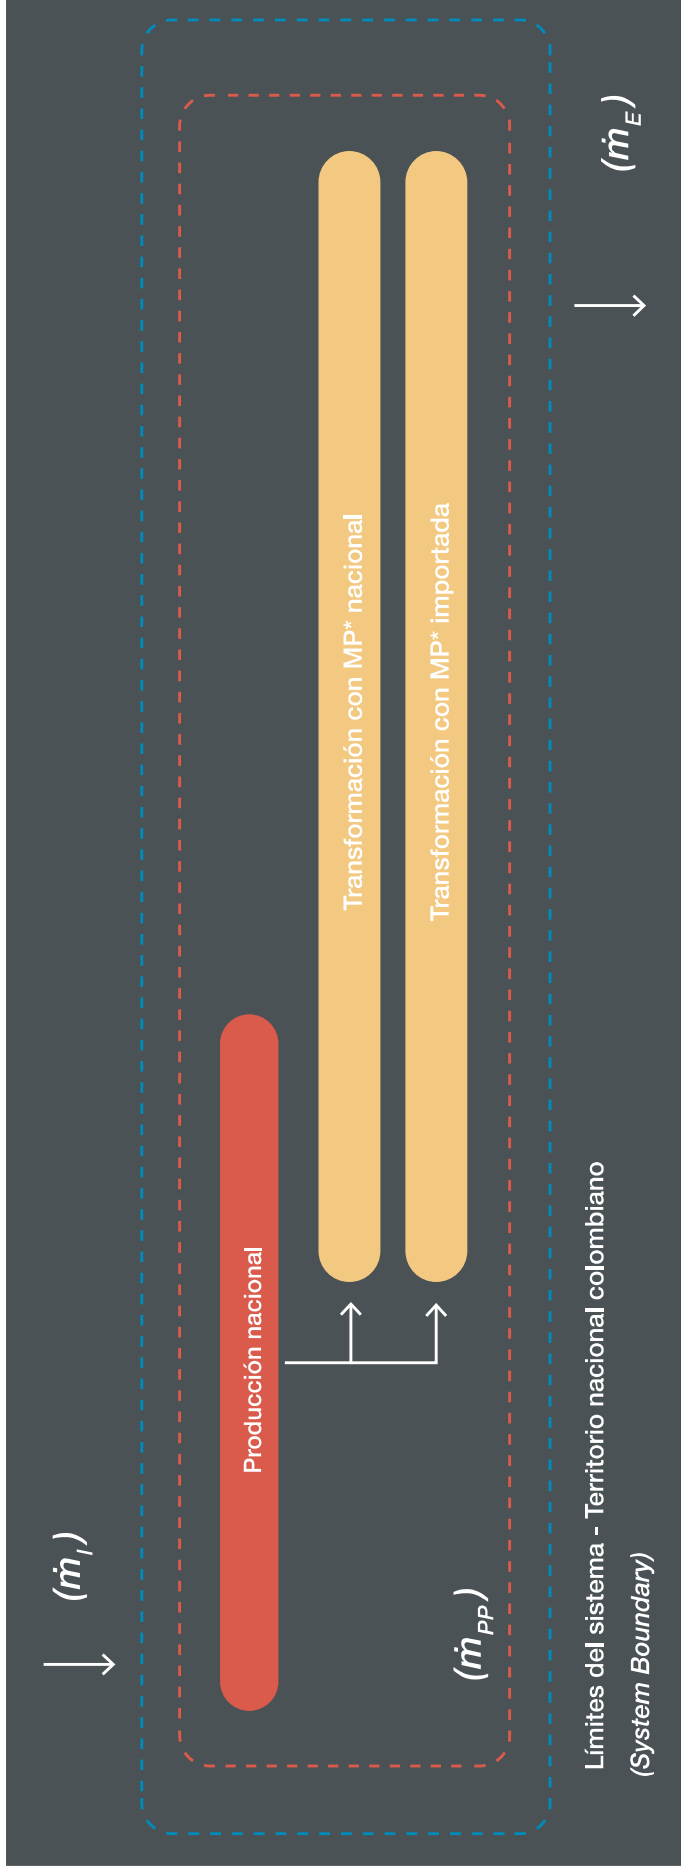 (ṁI)
Producción nacional
Transformación con MP* nacional
Transformación con MP* importada
(ṁPP)
Límites del sistema - Territorio nacional colombiano
(System Boundary)
(ṁE)